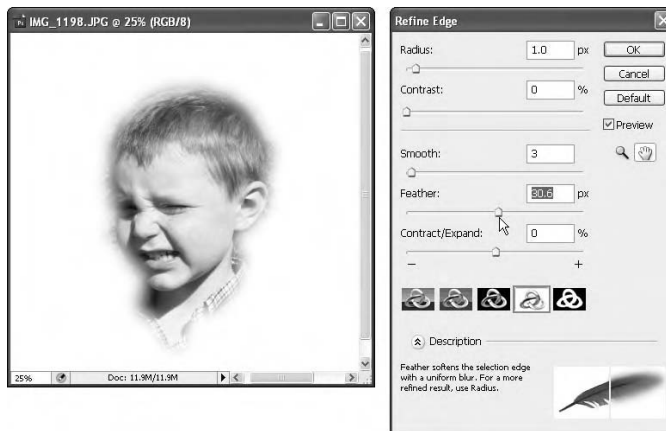 IMG_1198.JPG @ 25% (RGB/8)
25%
Doc: 11.9M/11.9M
Refine Edge
Radius: 1.0 px
OK
Cancel
Contrast: 0 %
Default
Preview
Smooth: 3
Feather: 30.6 px
Contract/Expand: 0 %
− +
Description
Feather softens the selection edge
with a uniform blur. For a more
refined result, use Radius.